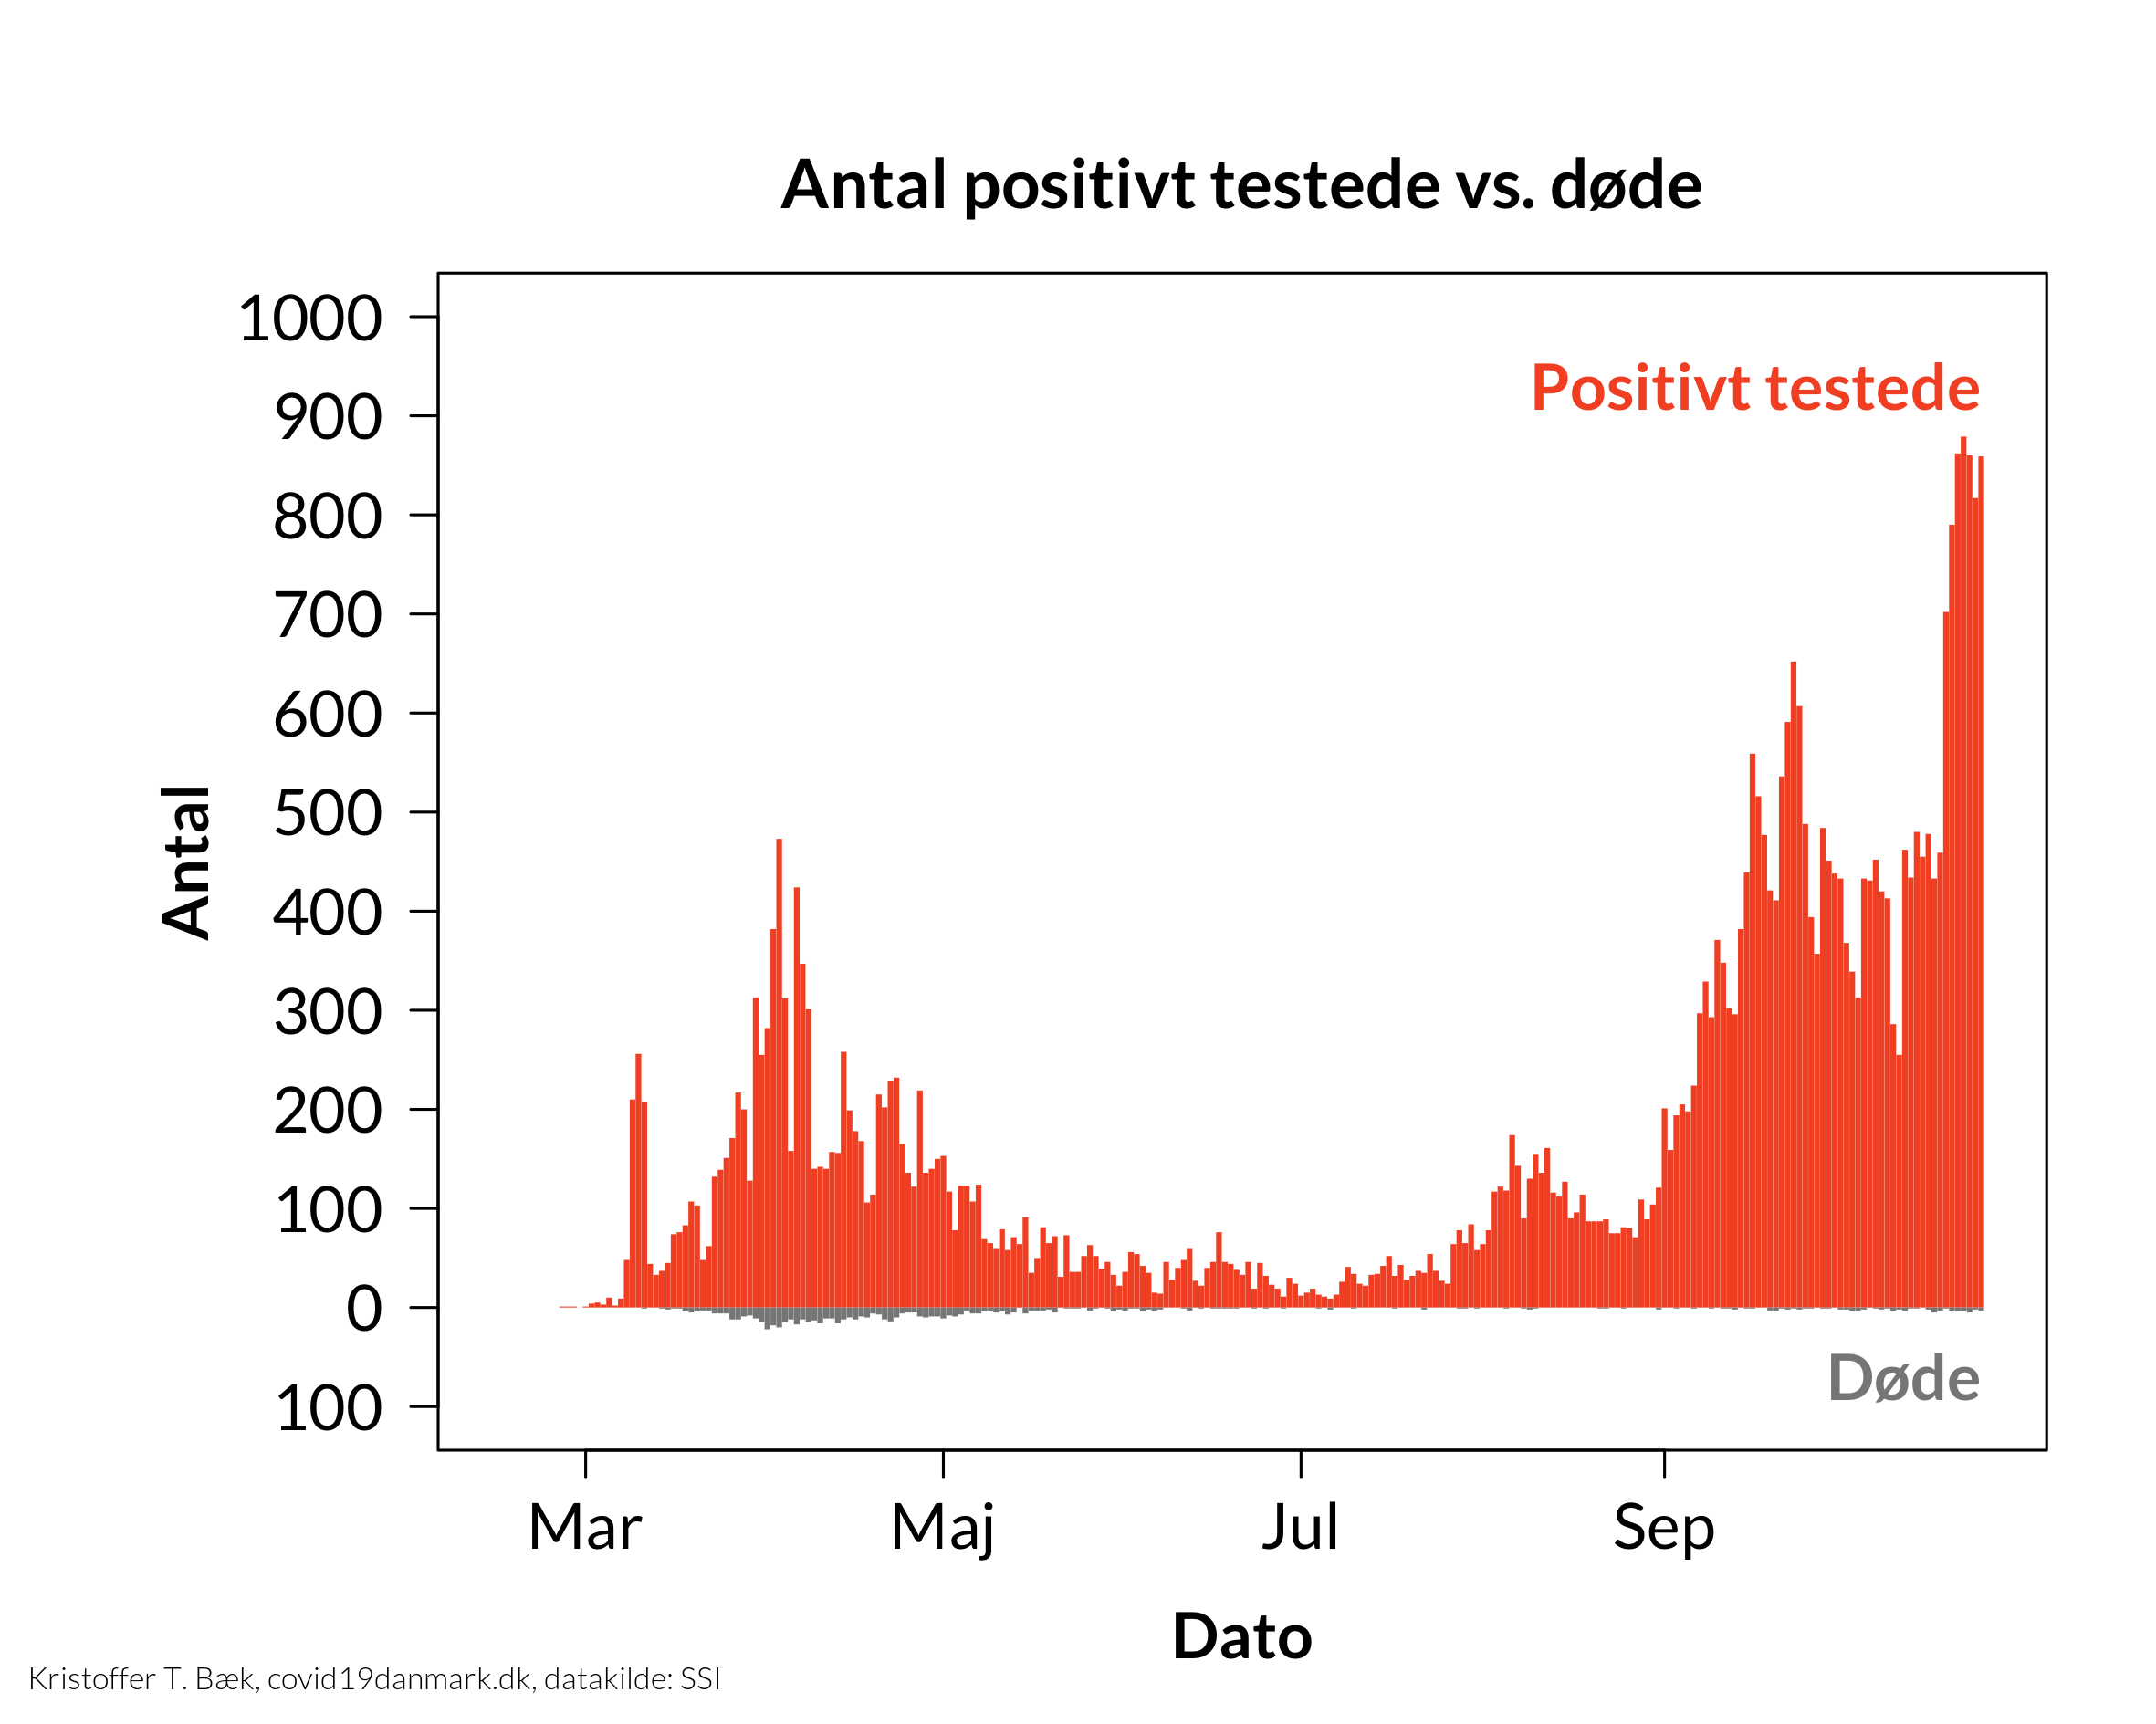 Antal positivt testede vs. døde
1000
900
800
700
600
500
400
300
200
100
0
100
Antal
Positivt testede
Døde
Mar Maj Jul Sep
Dato
Kristoffer T. Bæk, covid19danmark.dk, datakilde: SSI